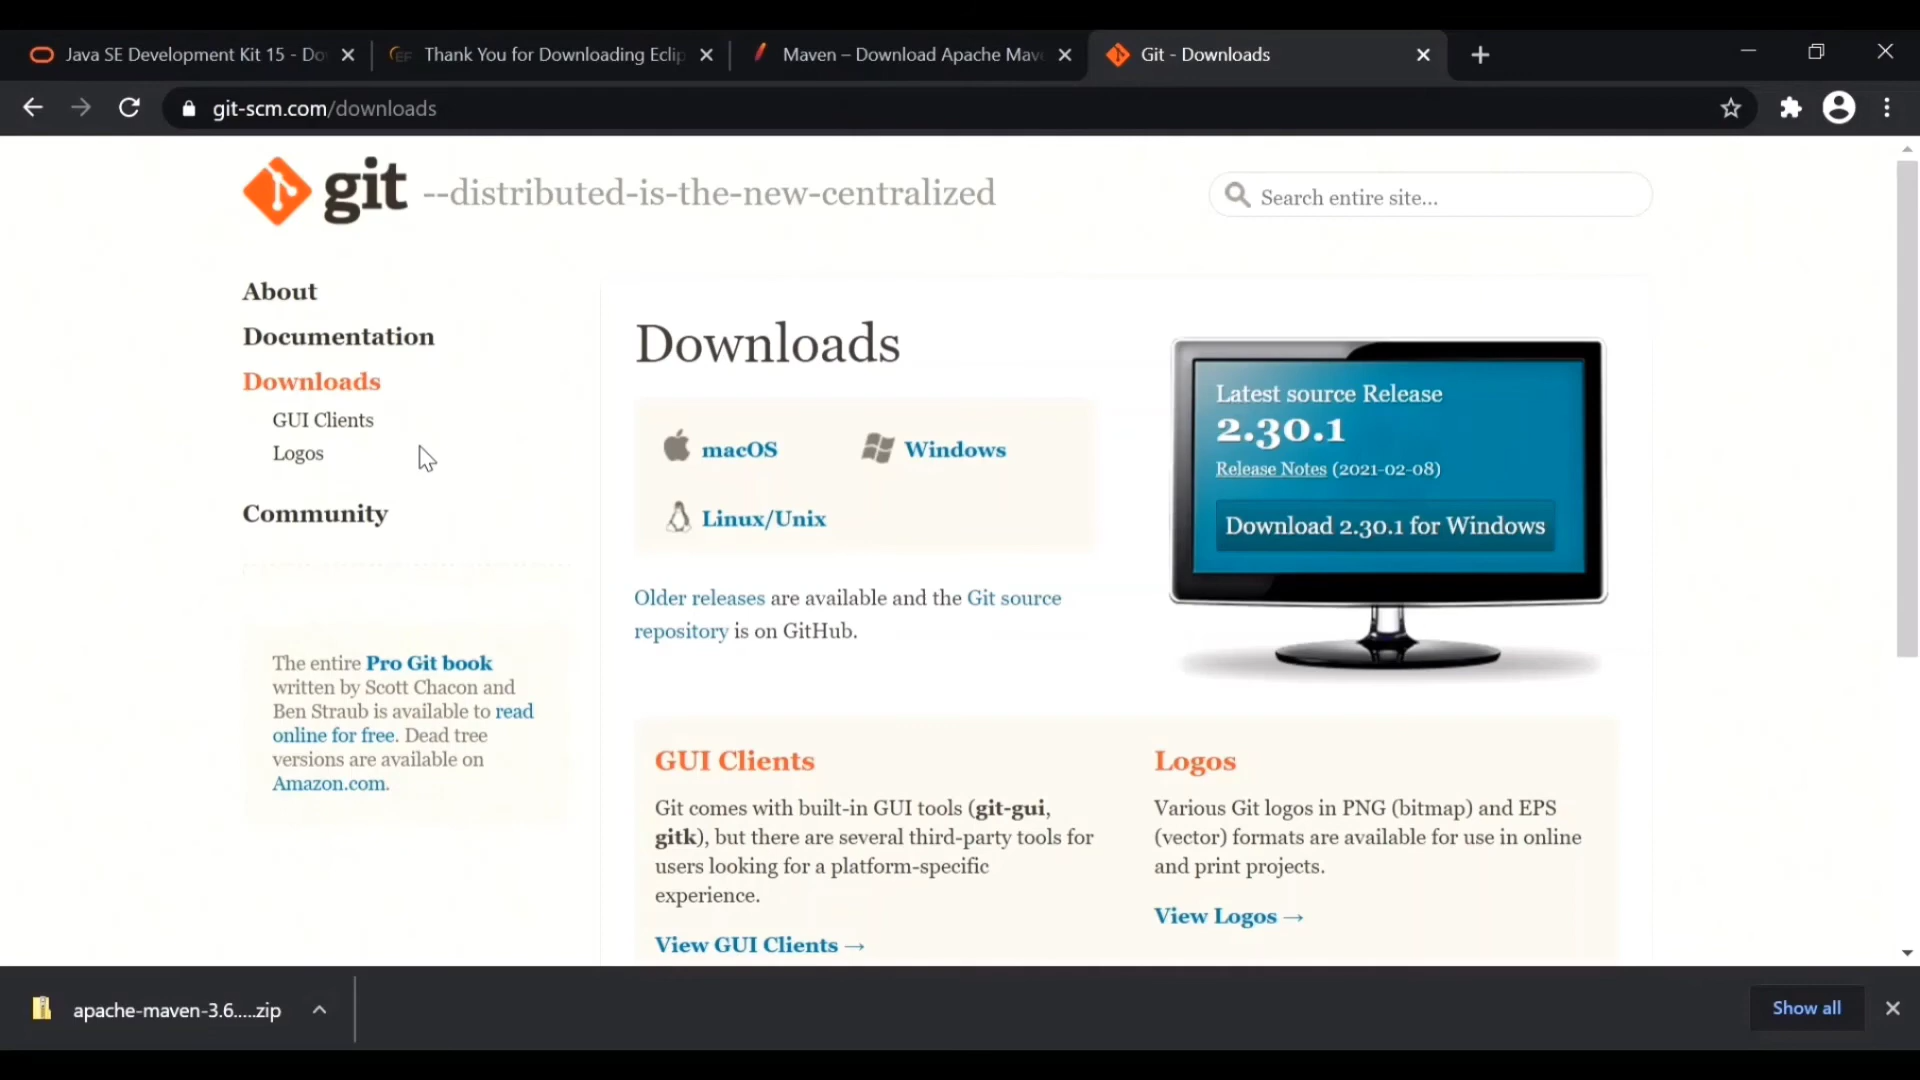 Java SE Development Kit 15 - Do
Thank You for Downloading Eclip
Maven – Download Apache Mave
Git - Downloads
git-scm.com/downloads
git --distributed-is-the-new-centralized
Search entire site...
About
Documentation
Downloads
GUI Clients
Logos
Community
The entire Pro Git book
written by Scott Chacon and
Ben Straub is available to read
online for free. Dead tree
versions are available on
Amazon.com.
Downloads
macOS
Windows
Linux/Unix
Older releases are available and the Git source
repository is on GitHub.
Latest source Release
2.30.1
Release Notes (2021-02-08)
Download 2.30.1 for Windows
GUI Clients
Git comes with built-in GUI tools (git-gui,
gitk), but there are several third-party tools for
users looking for a platform-specific
experience.
View GUI Clients →
Logos
Various Git logos in PNG (bitmap) and EPS
(vector) formats are available for use in online
and print projects.
View Logos →
apache-maven-3.6.....zip
Show all